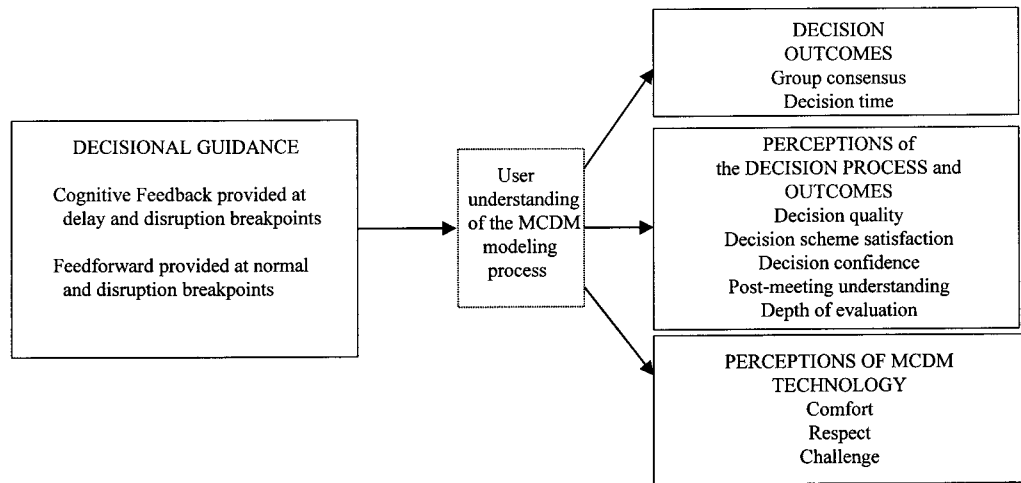 DECISIONAL GUIDANCE
Cognitive Feedback provided at
delay and disruption breakpoints
Feedforward provided at normal
and disruption breakpoints
User
understanding
of the MCDM
modeling
process
DECISION
OUTCOMES
Group consensus
Decision time
PERCEPTIONS of
the DECISION PROCESS and
OUTCOMES
Decision quality
Decision scheme satisfaction
Decision confidence
Post-meeting understanding
Depth of evaluation
PERCEPTIONS OF MCDM
TECHNOLOGY
Comfort
Respect
Challenge